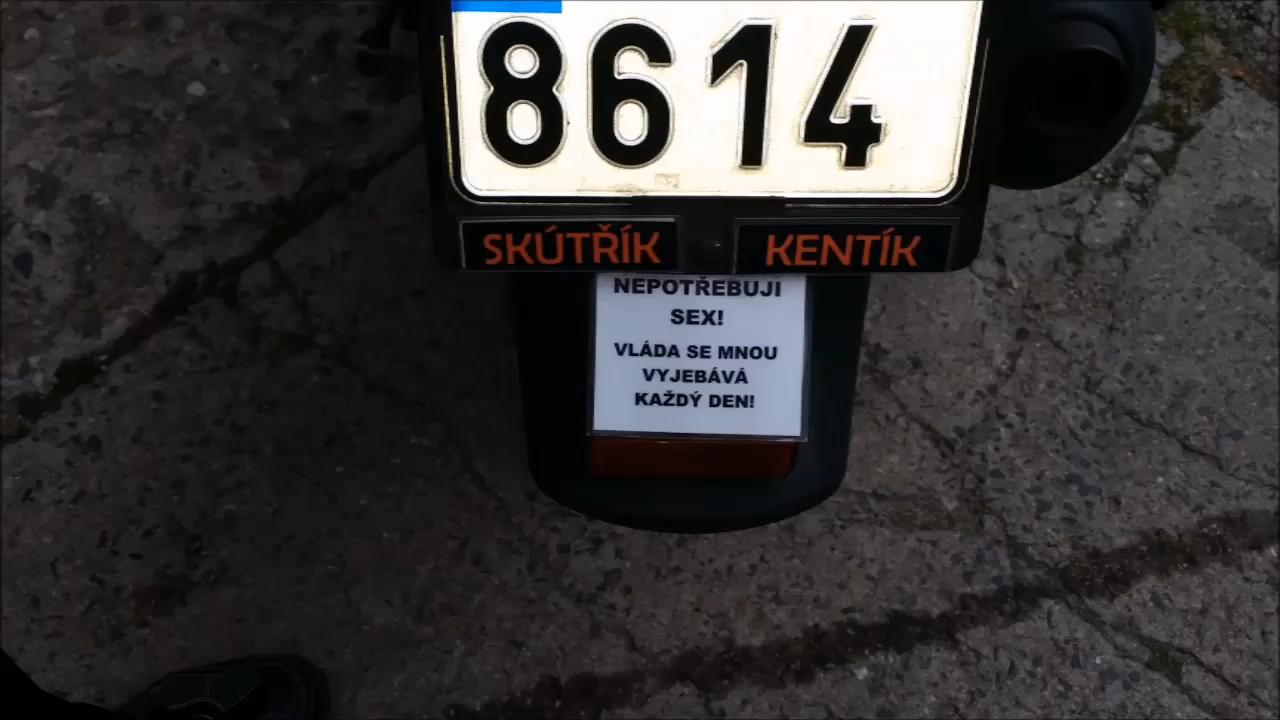 8614
SKÚTŘÍK KENTÍK
NEPOTŘEBUJI
SEX!
VLÁDA SE MNOU
VYJEBÁVÁ
KAŽDÝ DEN!